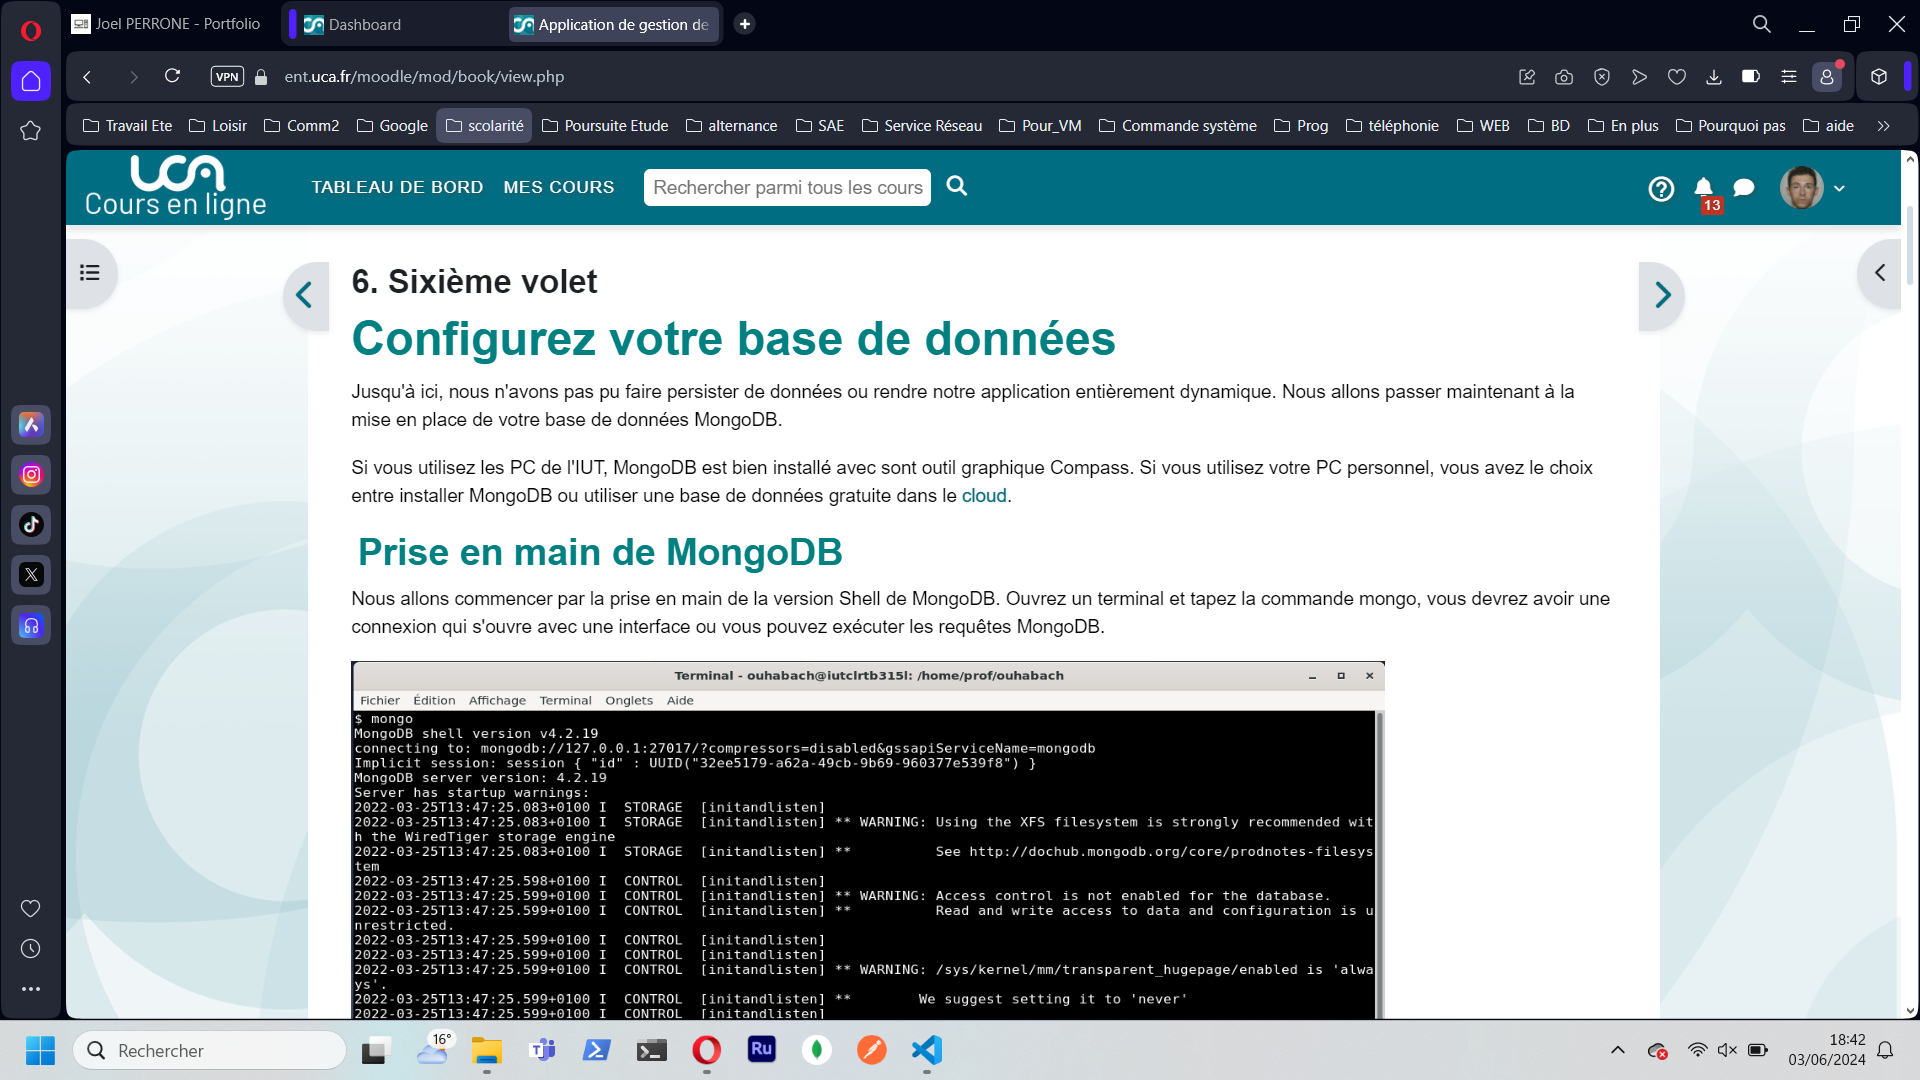 Joel PERRONE - Portfolio
Dashboard
Application de gestion de
VPN
ent.uca.fr/moodle/mod/book/view.php
Travail Ete
Loisir
Comm2
Google
scolarité
Poursuite Etude
alternance
SAE
Service Réseau
Pour_VM
Commande système
Prog
téléphonie
WEB
BD
En plus
Pourquoi pas
aide
uca
Cours en ligne
TABLEAU DE BORD
MES COURS
Rechercher parmi tous les cours
13
6. Sixième volet
Configurez votre base de données
Jusqu'à ici, nous n'avons pas pu faire persister de données ou rendre notre application entièrement dynamique. Nous allons passer maintenant à la
mise en place de votre base de données MongoDB.
Si vous utilisez les PC de l'IUT, MongoDB est bien installé avec sont outil graphique Compass. Si vous utilisez votre PC personnel, vous avez le choix
entre installer MongoDB ou utiliser une base de données gratuite dans le cloud.
Prise en main de MongoDB
Nous allons commencer par la prise en main de la version Shell de MongoDB. Ouvrez un terminal et tapez la commande mongo, vous devrez avoir une
connexion qui s'ouvre avec une interface ou vous pouvez exécuter les requêtes MongoDB.
Terminal - ouhabach@iutclrtb315l: /home/prof/ouhabach
Fichier Édition Affichage Terminal Onglets Aide
$ mongo
MongoDB shell version v4.2.19
connecting to: mongodb://127.0.0.1:27017/?compressors=disabled&gssapiServiceName=mongodb
Implicit session: session { "id" : UUID("32ee5179-a62a-49cb-9b69-960377e539f8") }
MongoDB server version: 4.2.19
Server has startup warnings:
2022-03-25T13:47:25.083+0100 I  STORAGE  [initandlisten]
2022-03-25T13:47:25.083+0100 I  STORAGE  [initandlisten] ** WARNING: Using the XFS filesystem is strongly recommended wit
h the WiredTiger storage engine
2022-03-25T13:47:25.083+0100 I  STORAGE  [initandlisten] **          See http://dochub.mongodb.org/core/prodnotes-filesys
tem
2022-03-25T13:47:25.598+0100 I  CONTROL  [initandlisten]
2022-03-25T13:47:25.599+0100 I  CONTROL  [initandlisten] ** WARNING: Access control is not enabled for the database.
2022-03-25T13:47:25.599+0100 I  CONTROL  [initandlisten] **          Read and write access to data and configuration is u
nrestricted.
2022-03-25T13:47:25.599+0100 I  CONTROL  [initandlisten]
2022-03-25T13:47:25.599+0100 I  CONTROL  [initandlisten]
2022-03-25T13:47:25.599+0100 I  CONTROL  [initandlisten] ** WARNING: /sys/kernel/mm/transparent_hugepage/enabled is 'alwa
ys'.
2022-03-25T13:47:25.599+0100 I  CONTROL  [initandlisten] **        We suggest setting it to 'never'
2022-03-25T13:47:25.599+0100 I  CONTROL  [initandlisten]
Rechercher
16°
Ru
18:42
03/06/2024